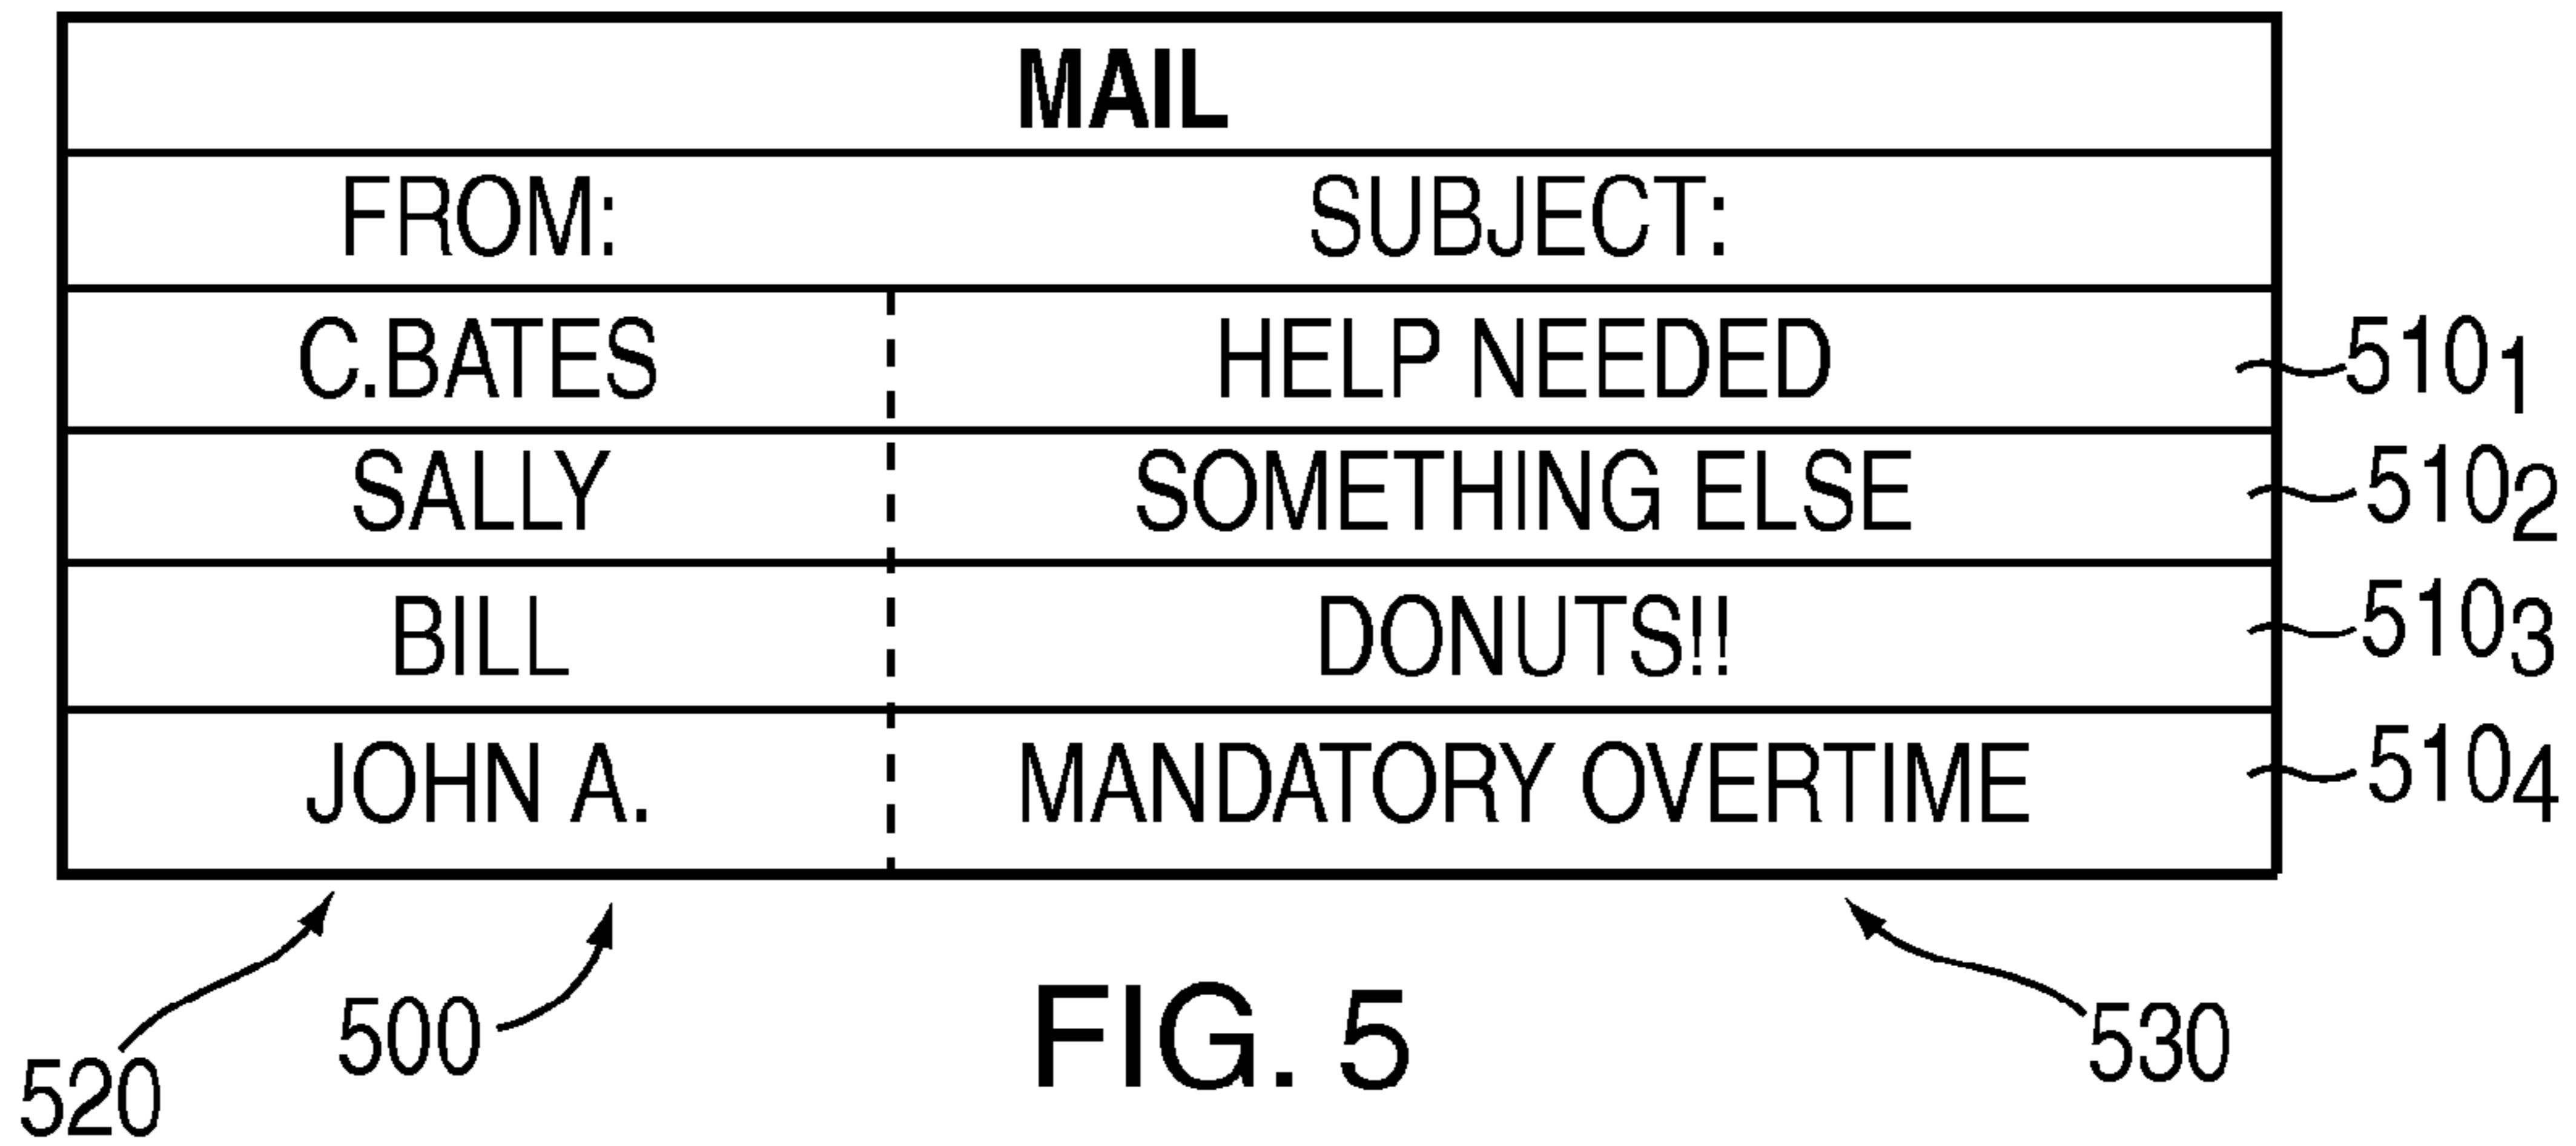 MAIL
FROM: SUBJECT:
C.BATES HELP NEEDED 510₁
SALLY SOMETHING ELSE 510₂
BILL DONUTS!! 510₃
JOHN A. MANDATORY OVERTIME 510₄
520 500 FIG. 5 530